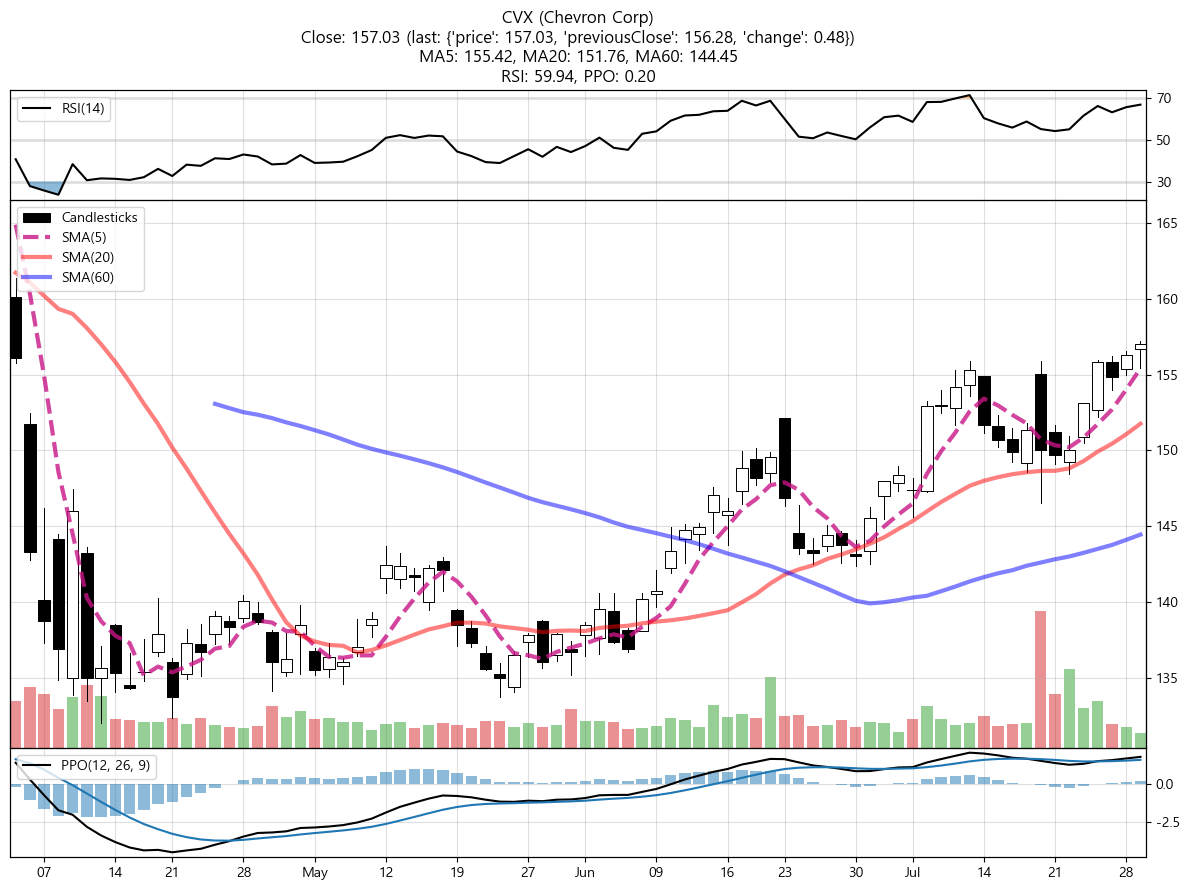 CVX (Chevron Corp)
Close: 157.03 (last: {'price': 157.03, 'previousClose': 156.28, 'change': 0.48})
MA5: 155.42, MA20: 151.76, MA60: 144.45
RSI: 59.94, PPO: 0.20
RSI(14)
70
50
30
Candlesticks
SMA(5)
SMA(20)
SMA(60)
165
160
155
150
145
140
135
PPO(12, 26, 9)
0.0
-2.5
07 14 21 28 May 12 19 27 Jun 09 16 23 30 Jul 14 21 28